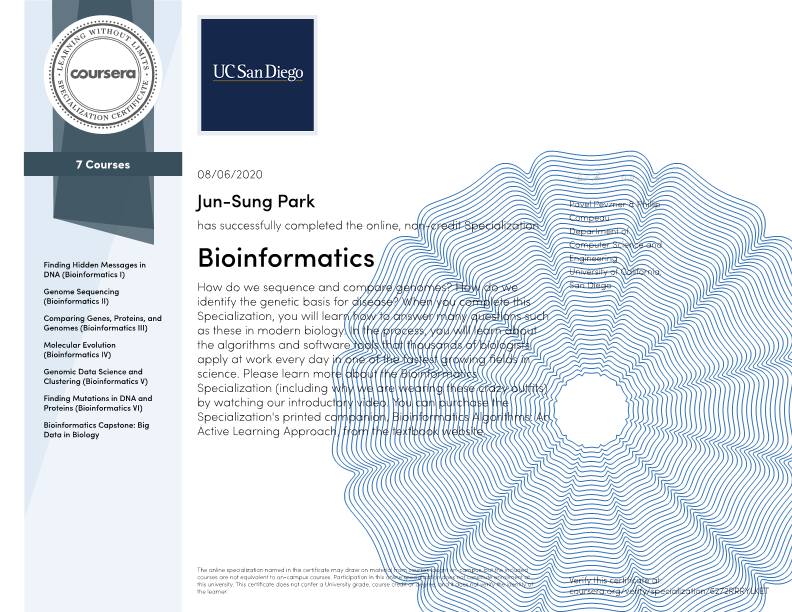 LEARNING WITHOUT LIMITS
coursera
SPECIALIZATION CERTIFICATE
7 Courses
Finding Hidden Messages in
DNA (Bioinformatics I)
Genome Sequencing
(Bioinformatics II)
Comparing Genes, Proteins, and
Genomes (Bioinformatics III)
Molecular Evolution
(Bioinformatics IV)
Genomic Data Science and
Clustering (Bioinformatics V)
Finding Mutations in DNA and
Proteins (Bioinformatics VI)
Bioinformatics Capstone: Big
Data in Biology
UC San Diego
08/06/2020
Jun-Sung Park
has successfully completed the online, non-credit Specialization
Bioinformatics
How do we sequence and compare genomes? How do we
identify the genetic basis for disease? When you complete this
Specialization, you will learn how to answer many questions such
as these in modern biology. In the process, you will learn about
the algorithms and software tools that thousands of biologists
apply at work every day in one of the fastest growing fields in
science. Please learn more about the Bioinformatics
Specialization (including why we are wearing these crazy outfits)
by watching our introductory video. You can purchase the
Specialization's printed companion, Bioinformatics Algorithms: An
Active Learning Approach, from the textbook website.
Pavel Pevzner & Phillip
Compeau
Department of
Computer Science and
Engineering
University of California,
San Diego
The online specialization named in this certificate may draw on material from courses taught on-campus, but the included
courses are not equivalent to on-campus courses. Participation in this online specialization does not constitute enrollment at
this university. This certificate does not confer a University grade, course credit or degree, and it does not verify the identity of
the learner.
Verify this certificate at
coursera.org/verify/specialization/